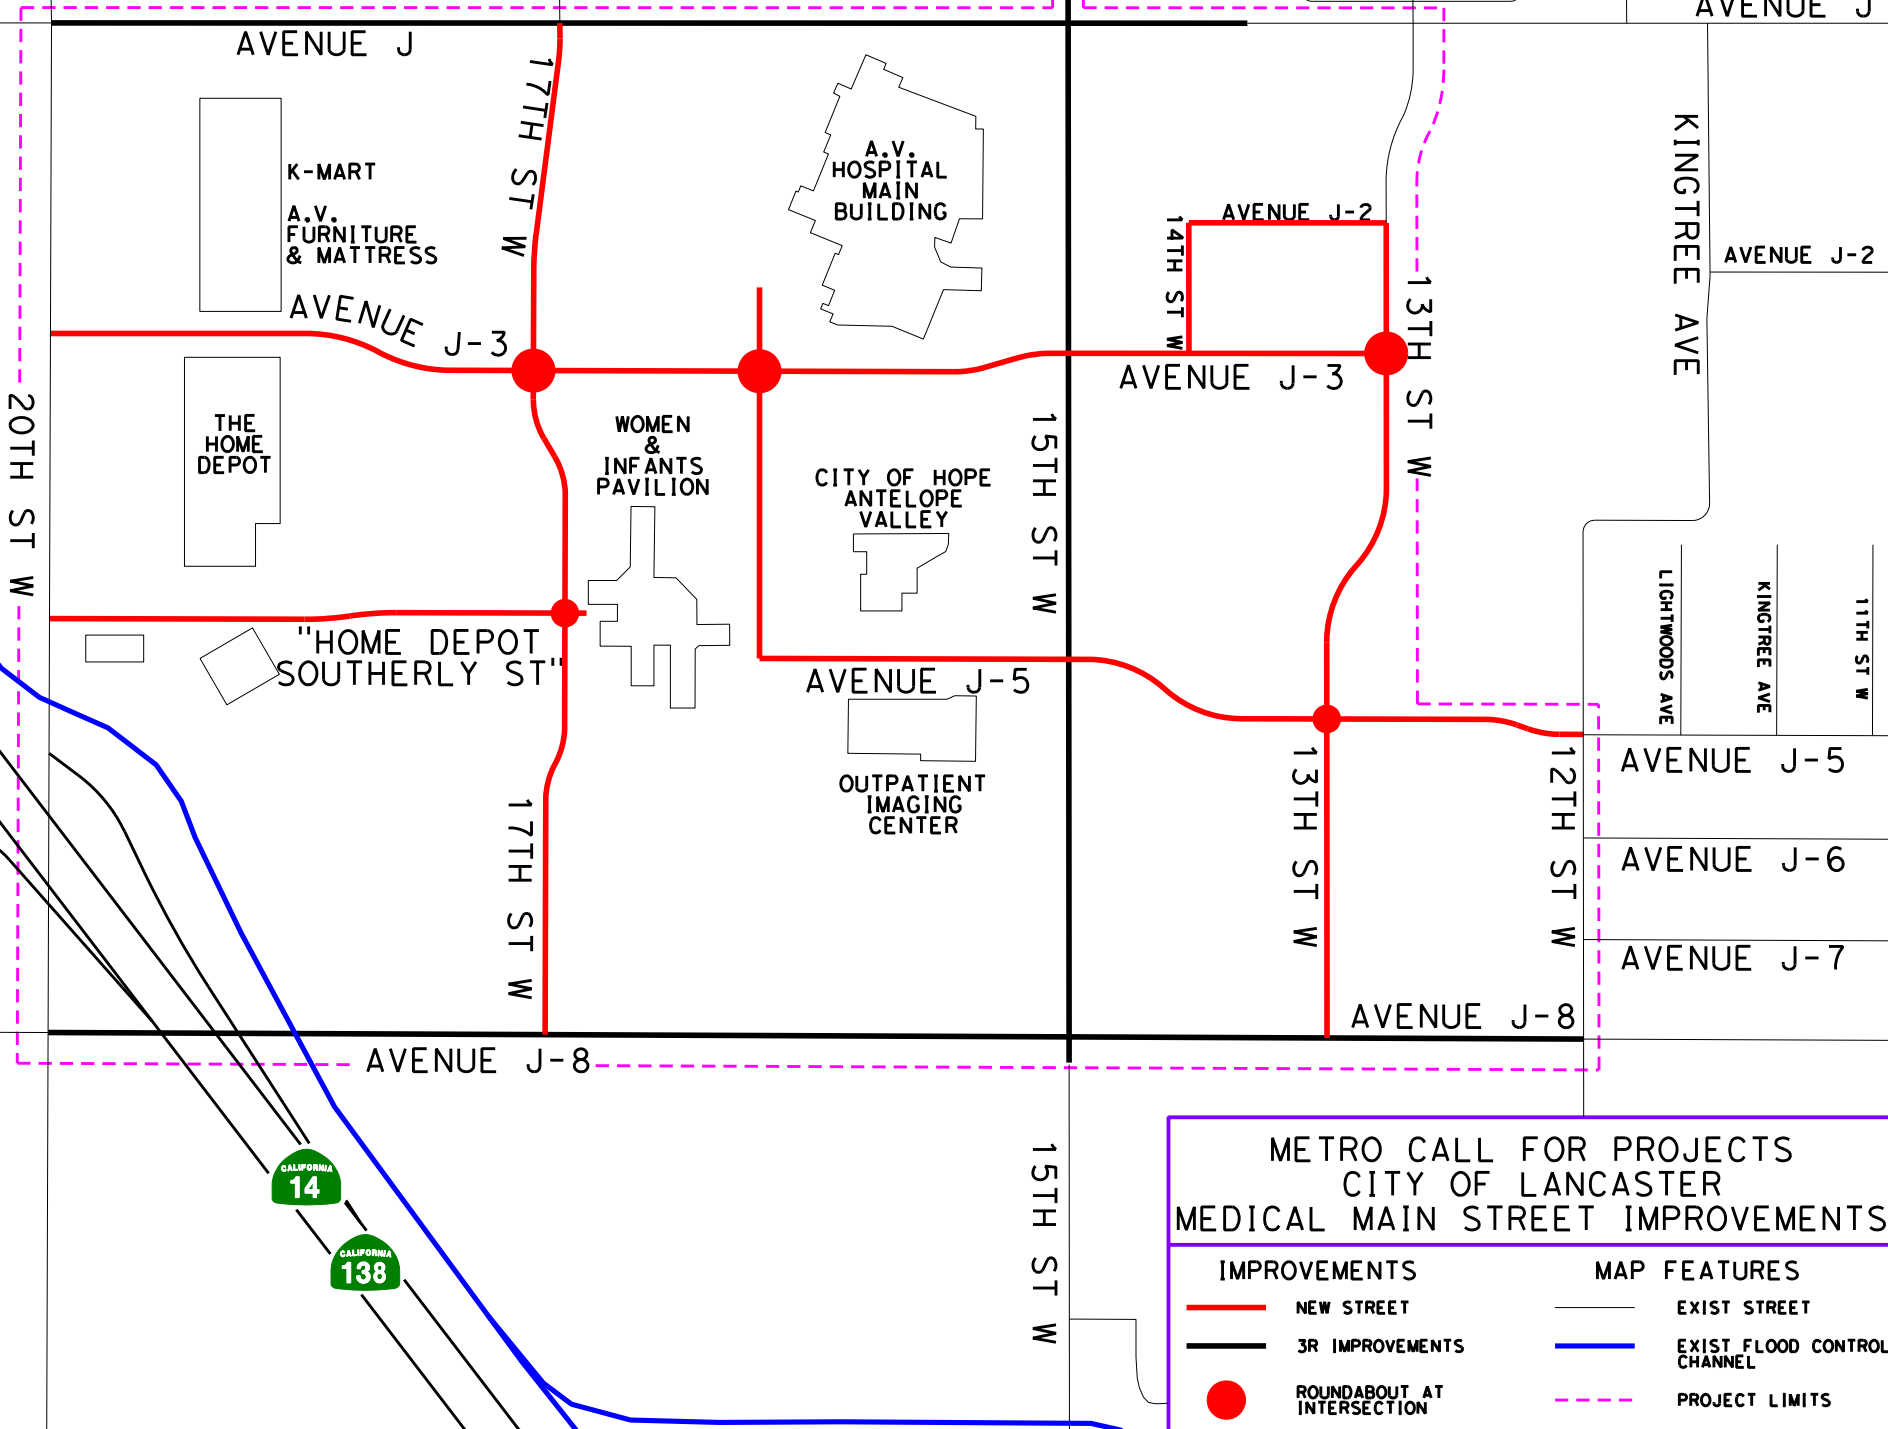 AVENUE J
AVENUE J
17TH ST W
K-MART
A.V.
FURNITURE
& MATTRESS
A.V.
HOSPITAL
MAIN
BUILDING
14TH ST W
AVENUE J-2
KINGTREE AVE
AVENUE J-2
AVENUE J-3
AVENUE J-3
13TH ST W
20TH ST W
THE
HOME
DEPOT
WOMEN
&
INFANTS
PAVILION
CITY OF HOPE
ANTELOPE
VALLEY
15TH ST W
LIGHTWOODS AVE
KINGTREE AVE
11TH ST W
"HOME DEPOT
SOUTHERLY ST"
AVENUE J-5
OUTPATIENT
IMAGING
CENTER
17TH ST W
13TH ST W
12TH ST W
AVENUE J-5
AVENUE J-6
AVENUE J-7
AVENUE J-8
AVENUE J-8
15TH ST W
CALIFORNIA
14
CALIFORNIA
138
METRO CALL FOR PROJECTS
CITY OF LANCASTER
MEDICAL MAIN STREET IMPROVEMENTS
IMPROVEMENTS
NEW STREET
3R IMPROVEMENTS
ROUNDABOUT AT
INTERSECTION
MAP FEATURES
EXIST STREET
EXIST FLOOD CONTROL
CHANNEL
PROJECT LIMITS